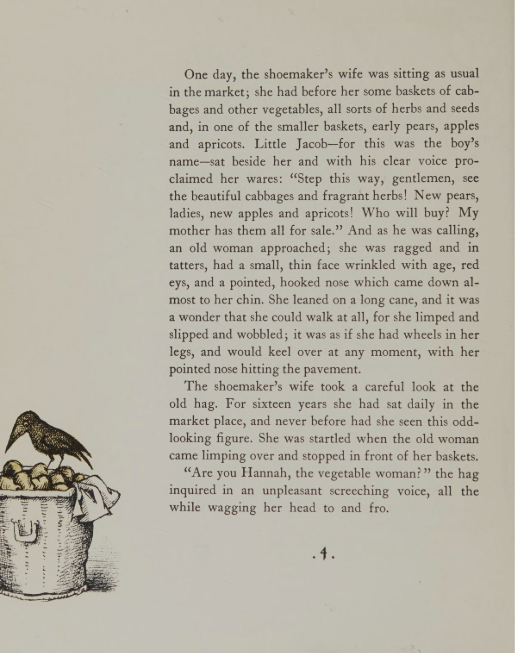 One day, the shoemaker's wife was sitting as usual
in the market; she had before her some baskets of cab-
bages and other vegetables, all sorts of herbs and seeds
and, in one of the smaller baskets, early pears, apples
and apricots. Little Jacob—for this was the boy's
name—sat beside her and with his clear voice pro-
claimed her wares: "Step this way, gentlemen, see
the beautiful cabbages and fragrant herbs! New pears,
ladies, new apples and apricots! Who will buy? My
mother has them all for sale." And as he was calling,
an old woman approached; she was ragged and in
tatters, had a small, thin face wrinkled with age, red
eyes, and a pointed, hooked nose which came down al-
most to her chin. She leaned on a long cane, and it was
a wonder that she could walk at all, for she limped and
slipped and wobbled; it was as if she had wheels in her
legs, and would keel over at any moment, with her
pointed nose hitting the pavement.
The shoemaker's wife took a careful look at the
old hag. For sixteen years she had sat daily in the
market place, and never before had she seen this odd-
looking figure. She was startled when the old woman
came limping over and stopped in front of her baskets.
"Are you Hannah, the vegetable woman?" the hag
inquired in an unpleasant screeching voice, all the
while wagging her head to and fro.
.4.